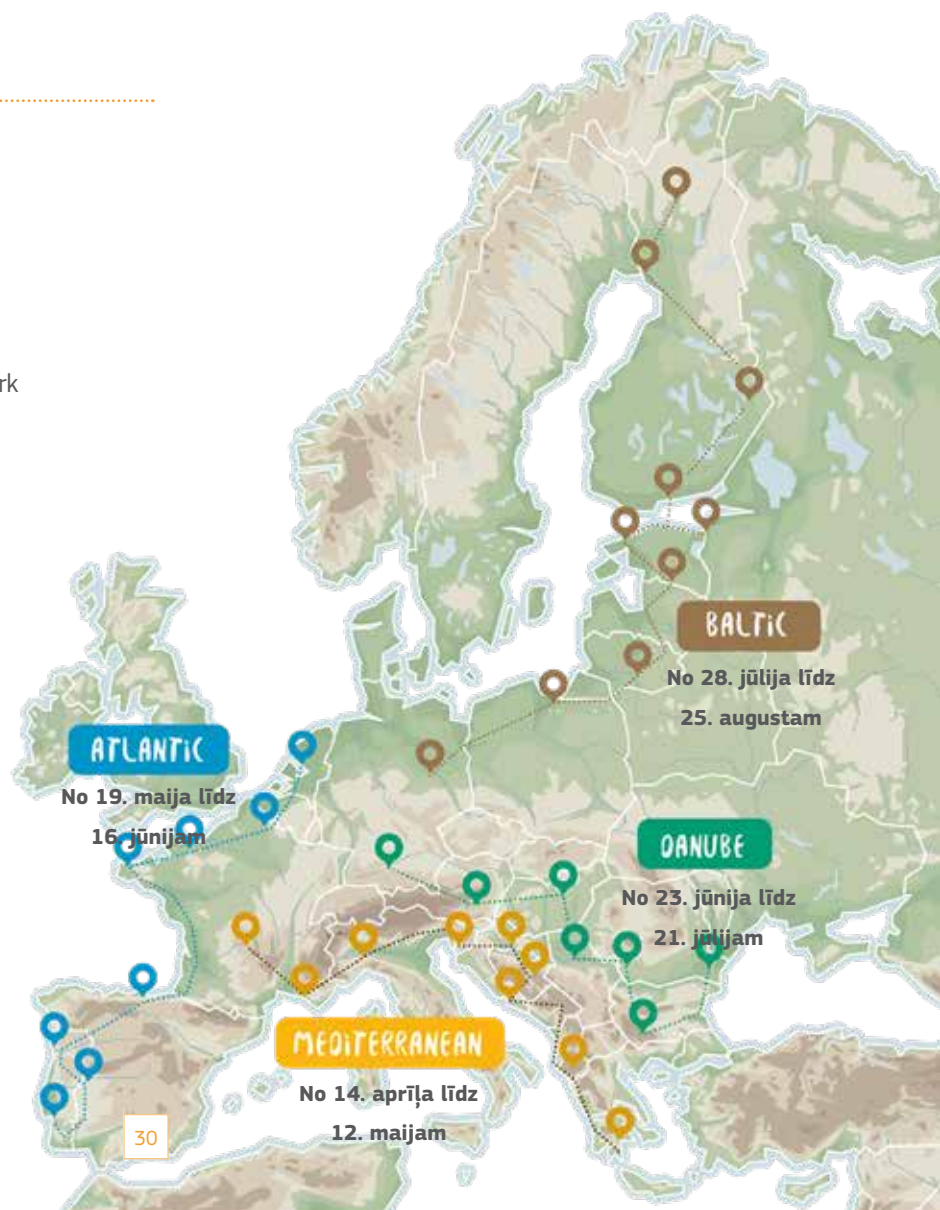 rk
BALTIC
No 28. jūlija līdz
25. augustam
ATLANTIC
No 19. maija līdz
16. jūnijam
DANUBE
No 23. jūnija līdz
21. jūlijam
MEDITERRANEAN
No 14. aprīļa līdz
12. maijam
30